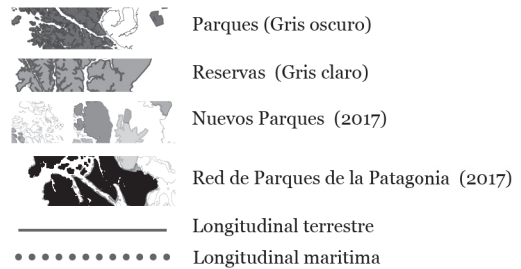 Parques (Gris oscuro)
Reservas (Gris claro)
Nuevos Parques (2017)
Red de Parques de la Patagonia (2017)
Longitudinal terrestre
Longitudinal maritima